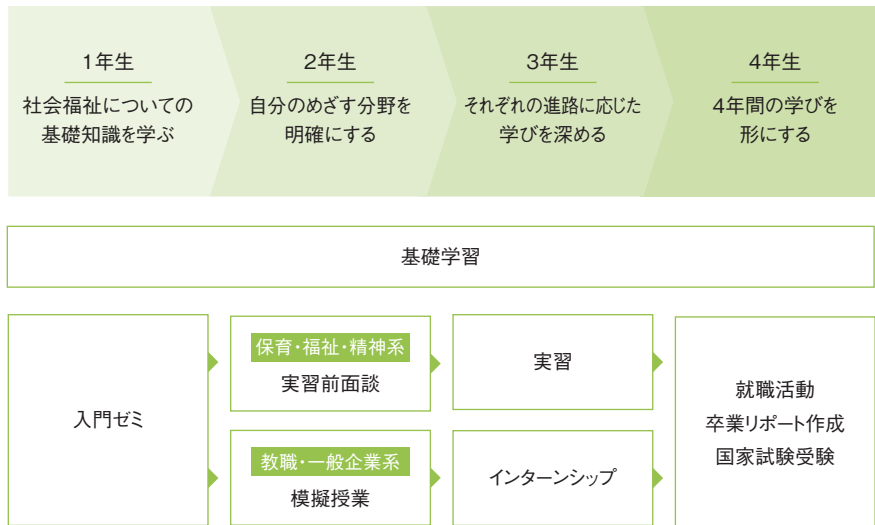 1年生
社会福祉についての
基礎知識を学ぶ
2年生
自分のめざす分野を
明確にする
3年生
それぞれの進路に応じた
学びを深める
4年生
4年間の学びを
形にする
基礎学習
入門ゼミ
保育・福祉・精神系
実習前面談
教職・一般企業系
模擬授業
実習
インターンシップ
就職活動
卒業リポート作成
国家試験受験